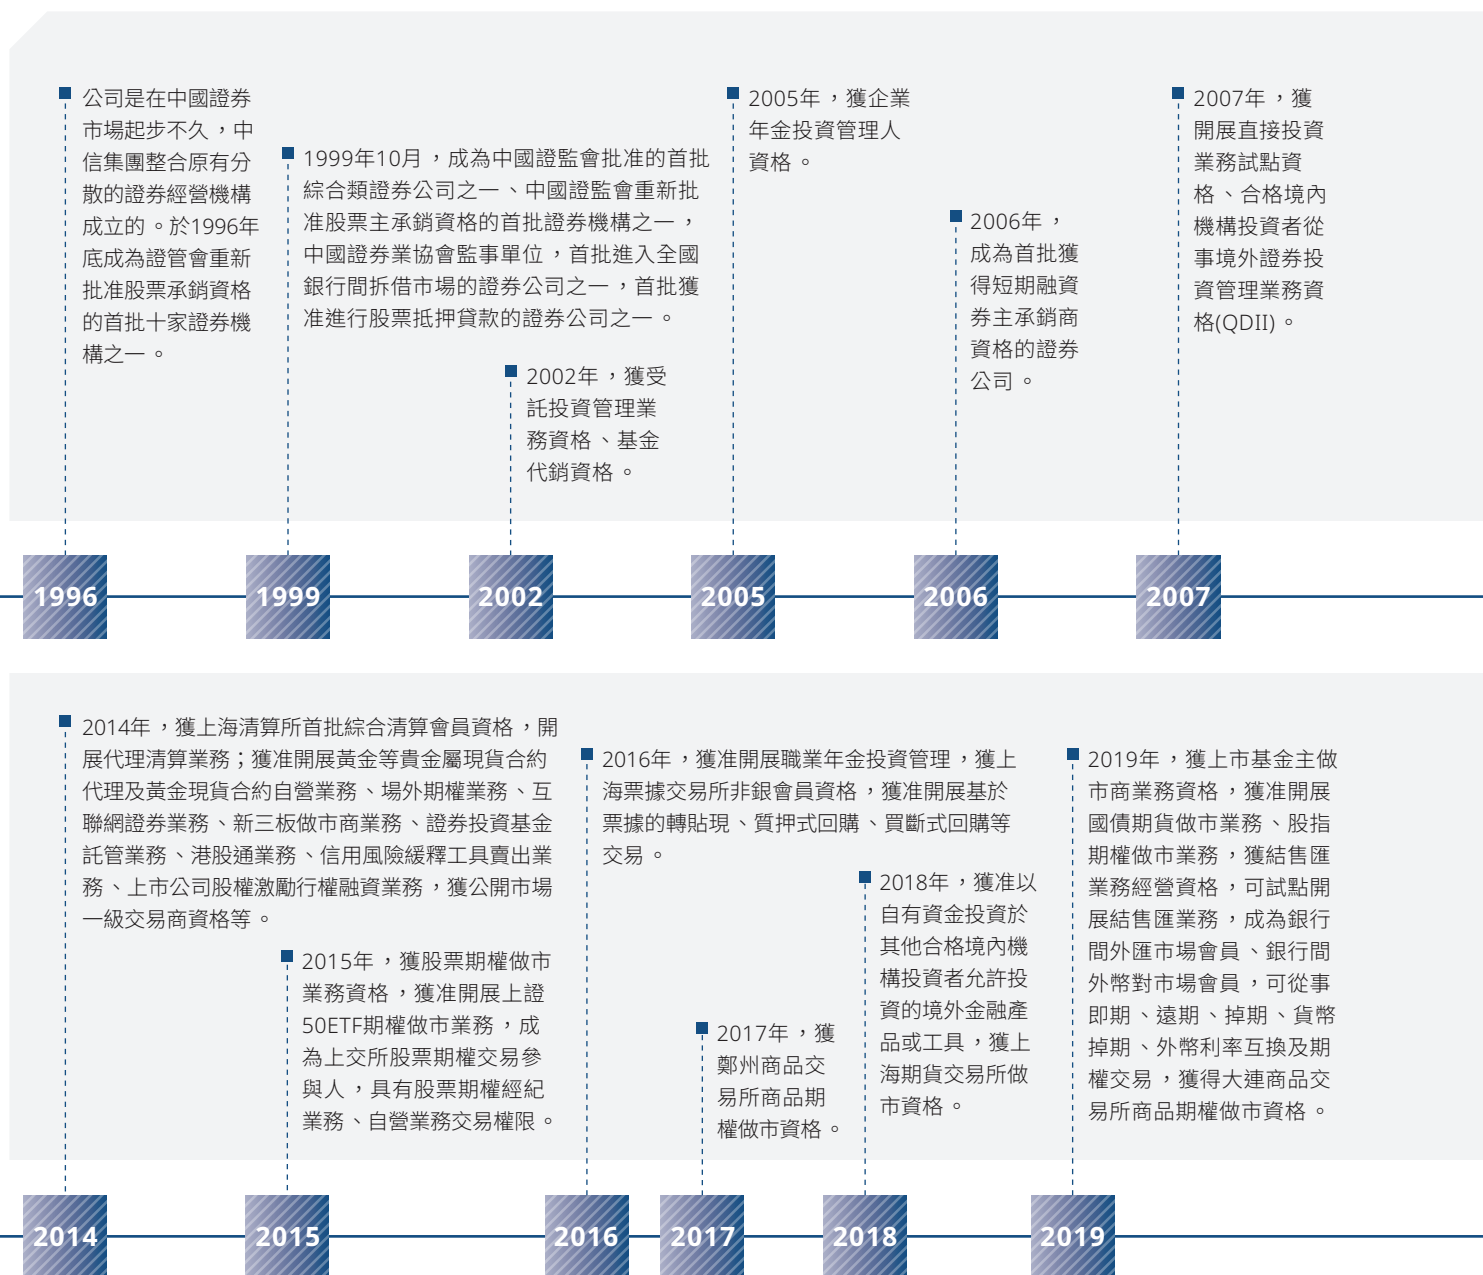 公司是在中國證券
市場起步不久，中
信集團整合原有分
散的證券經營機構
成立的。於1996年
底成為證管會重新
批准股票承銷資格
的首批十家證券機
構之一。
1999年10月，成為中國證監會批准的首批
綜合類證券公司之一、中國證監會重新批
准股票主承銷資格的首批證券機構之一，
中國證券業協會監事單位，首批進入全國
銀行間拆借市場的證券公司之一，首批獲
准進行股票抵押貸款的證券公司之一。
2002年，獲受
託投資管理業
務資格、基金
代銷資格。
2005年，獲企業
年金投資管理人
資格。
2006年，
成為首批獲
得短期融資
券主承銷商
資格的證券
公司。
2007年，獲
開展直接投資
業務試點資
格、合格境內
機構投資者從
事境外證券投
資管理業務資
格(QDII)。
1996
1999
2002
2005
2006
2007
2014年，獲上海清算所首批綜合清算會員資格，開
展代理清算業務；獲准開展黃金等貴金屬現貨合約
代理及黃金現貨合約自營業務、場外期權業務、互
聯網證券業務、新三板做市商業務、證券投資基金
託管業務、港股通業務、信用風險緩釋工具賣出業
務、上市公司股權激勵行權融資業務，獲公開市場
一級交易商資格等。
2015年，獲股票期權做市
業務資格，獲准開展上證
50ETF期權做市業務，成
為上交所股票期權交易參
與人，具有股票期權經紀
業務、自營業務交易權限。
2016年，獲准開展職業年金投資管理，獲上
海票據交易所非銀會員資格，獲准開展基於
票據的轉貼現、質押式回購、買斷式回購等
交易。
2017年，獲
鄭州商品交
易所商品期
權做市資格。
2018年，獲准以
自有資金投資於
其他合格境內機
構投資者允許投
資的境外金融產
品或工具，獲上
海期貨交易所做
市資格。
2019年，獲上市基金主做
市商業務資格，獲准開展
國債期貨做市業務、股指
期權做市業務，獲結售匯
業務經營資格，可試點開
展結售匯業務，成為銀行
間外匯市場會員、銀行間
外幣對市場會員，可從事
即期、遠期、掉期、貨幣
掉期、外幣利率互換及期
權交易，獲得大連商品交
易所商品期權做市資格。
2014
2015
2016
2017
2018
2019